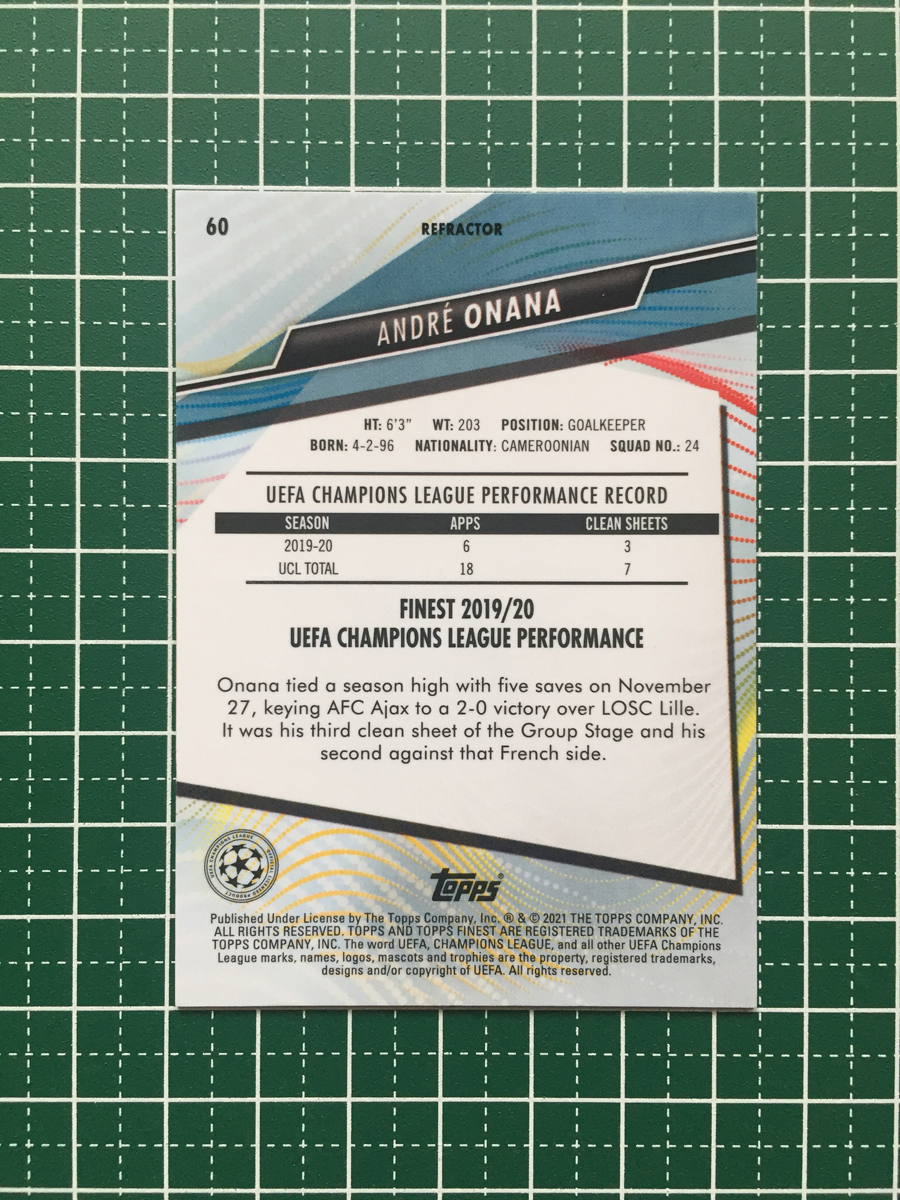 60
REFRACTOR
ANDRÉ ONANA
HT: 6'3" WT: 203 POSITION: GOALKEEPER
BORN: 4-2-96 NATIONALITY: CAMEROONIAN SQUAD NO.: 24
UEFA CHAMPIONS LEAGUE PERFORMANCE RECORD
SEASON APPS CLEAN SHEETS
2019-20 6 3
UCL TOTAL 18 7
FINEST 2019/20
UEFA CHAMPIONS LEAGUE PERFORMANCE
Onana tied a season high with five saves on November
27, keying AFC Ajax to a 2-0 victory over LOSC Lille.
It was his third clean sheet of the Group Stage and his
second against that French side.
UEFA CHAMPIONS LEAGUE
OFFICIAL LICENSED PRODUCT
Topps®
Published Under License by The Topps Company, Inc. ® & © 2021 THE TOPPS COMPANY, INC.
ALL RIGHTS RESERVED. TOPPS AND TOPPS FINEST ARE REGISTERED TRADEMARKS OF THE
TOPPS COMPANY, INC. The word UEFA, CHAMPIONS LEAGUE, and all other UEFA Champions
League marks, names, logos, mascots and trophies are the property, registered trademarks,
designs and/or copyright of UEFA. All rights reserved.